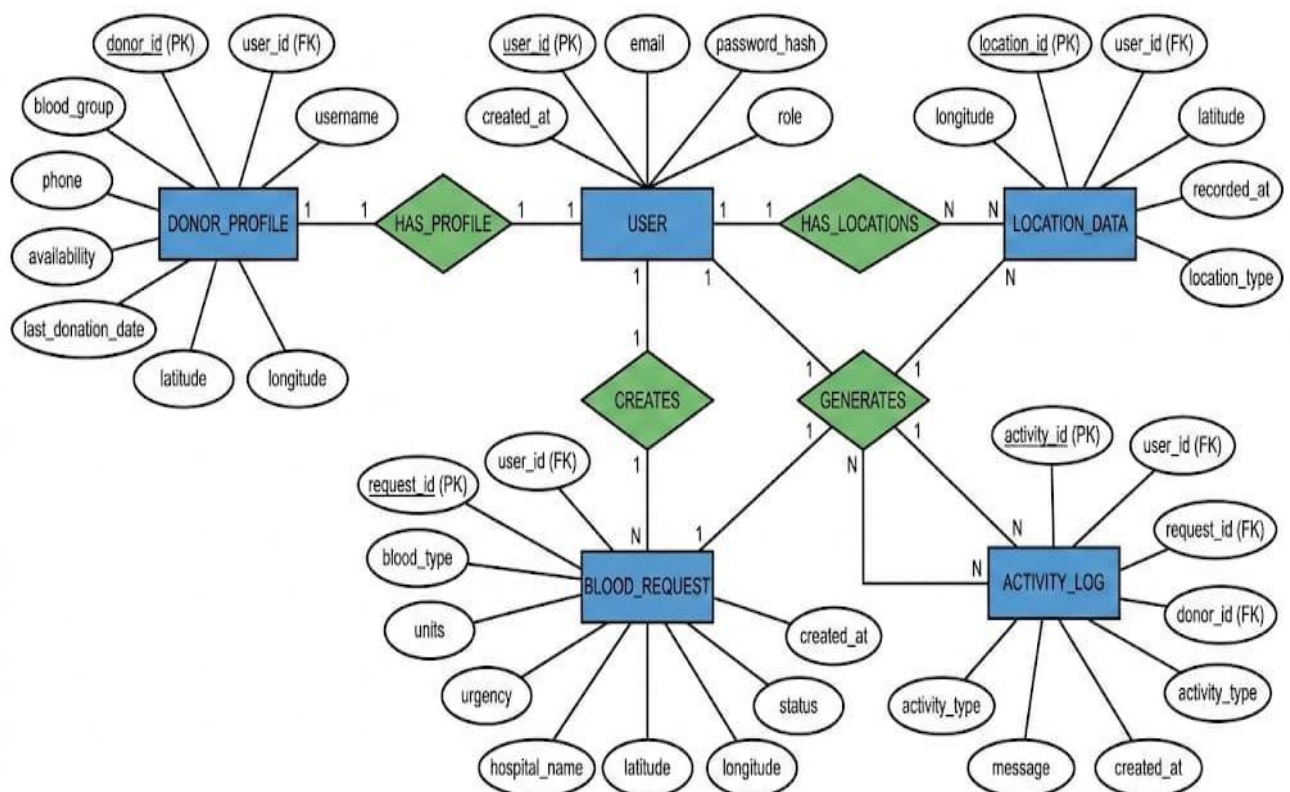 donor_id (PK)
user_id (FK)
blood_group
username
phone
availability
last_donation_date
latitude
longitude
DONOR_PROFILE
1
1
HAS_PROFILE
1
1
user_id (PK)
email
password_hash
created_at
role
USER
1
1
HAS_LOCATIONS
N
N
location_id (PK)
user_id (FK)
longitude
latitude
recorded_at
location_type
LOCATION_DATA
1
1
N
1
CREATES
1
1
GENERATES
1
1
1
N
N
1
N
N
user_id (FK)
request_id (PK)
blood_type
units
urgency
hospital_name
latitude
longitude
status
created_at
BLOOD_REQUEST
activity_id (PK)
user_id (FK)
request_id (FK)
donor_id (FK)
activity_type
created_at
message
activity_type
ACTIVITY_LOG